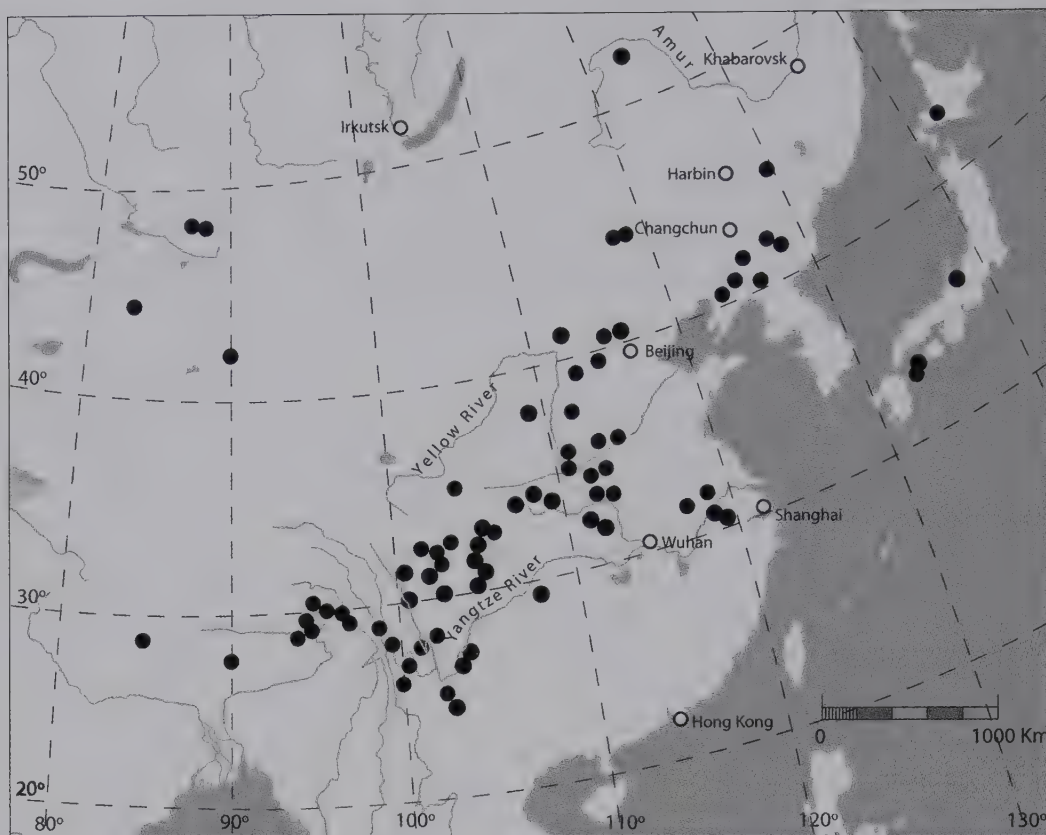 Amur
Khabarovsk
Irkutsk
50°
Harbin
Changchun
Beijing
40°
Yellow River
Shanghai
Wuhan
Yangtze River
30°
Hong Kong
0 1000 Km
20°
80° 90° 100° 110° 120° 130°